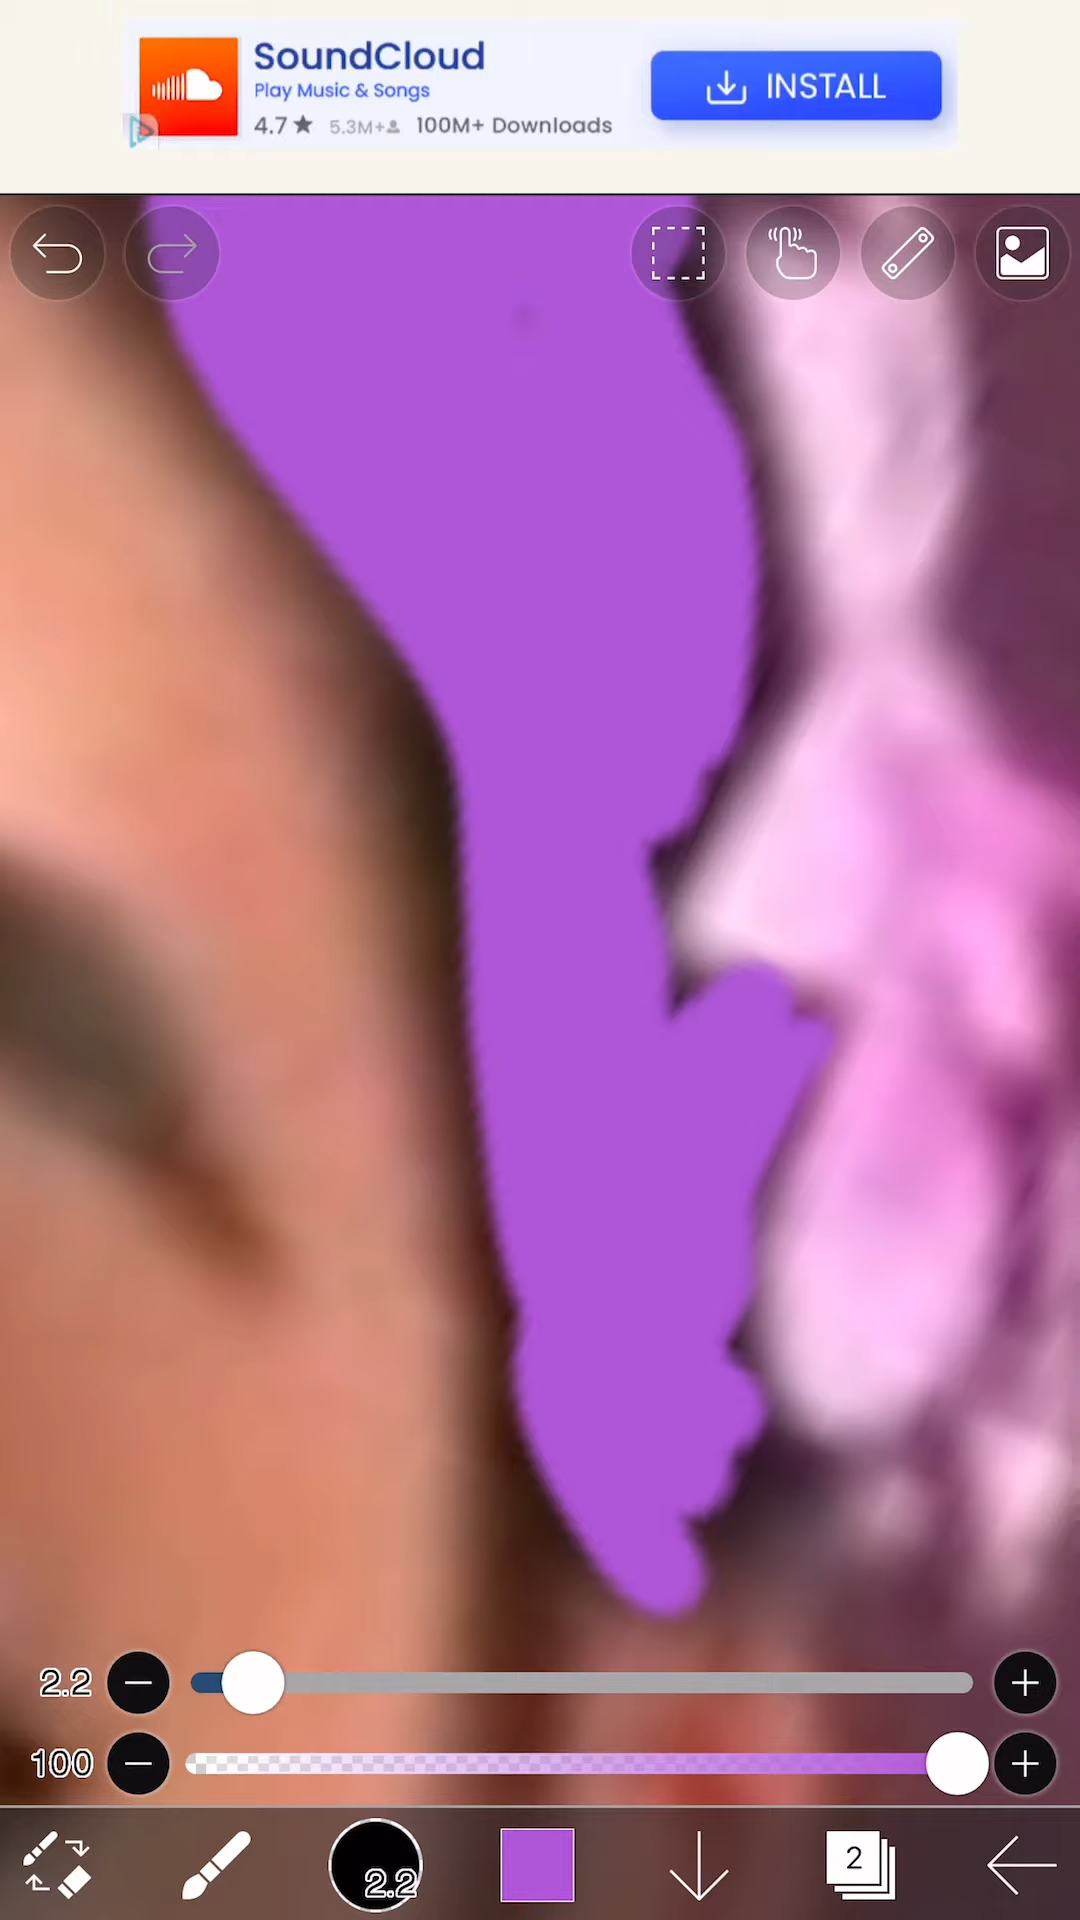 SoundCloud
Play Music & Songs
4.7★ 5.3M+ 100M+ Downloads
INSTALL
2.2
100
2.2
2